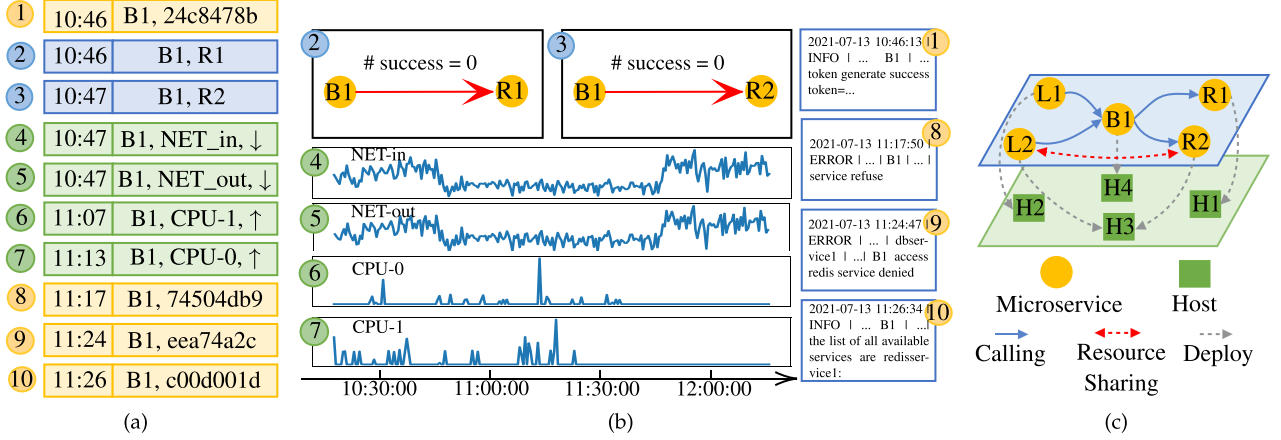 1 10:46 B1, 24c8478b
2 10:46 B1, R1
3 10:47 B1, R2
4 10:47 B1, NET_in, ↓
5 10:47 B1, NET_out, ↓
6 11:07 B1, CPU-1, ↑
7 11:13 B1, CPU-0, ↑
8 11:17 B1, 74504db9
9 11:24 B1, eea74a2c
10 11:26 B1, c00d001d
(a)
2
# success = 0
B1 R1
3
# success = 0
B1 R2
4 NET-in
5 NET-out
6 CPU-0
7 CPU-1
10:30:00 11:00:00 11:30:00 12:00:00
1
2021-07-13 10:46:13 |
INFO | ... B1 | ...
token generate success
token=...
8
2021-07-13 11:17:50 |
ERROR | ... | B1 | ... |
service refuse
9
2021-07-13 11:24:47 |
ERROR | ... | dbser-
vice1 | ...| B1 access
redis service denied
10
2021-07-13 11:26:34 |
INFO | ... B1 | ...|
the list of all available
services are redisser-
vice1:
(b)
L1 R1
B1
L2 R2
H4
H2 H1
H3
Microservice Host
Calling Resource Deploy
Sharing
(c)